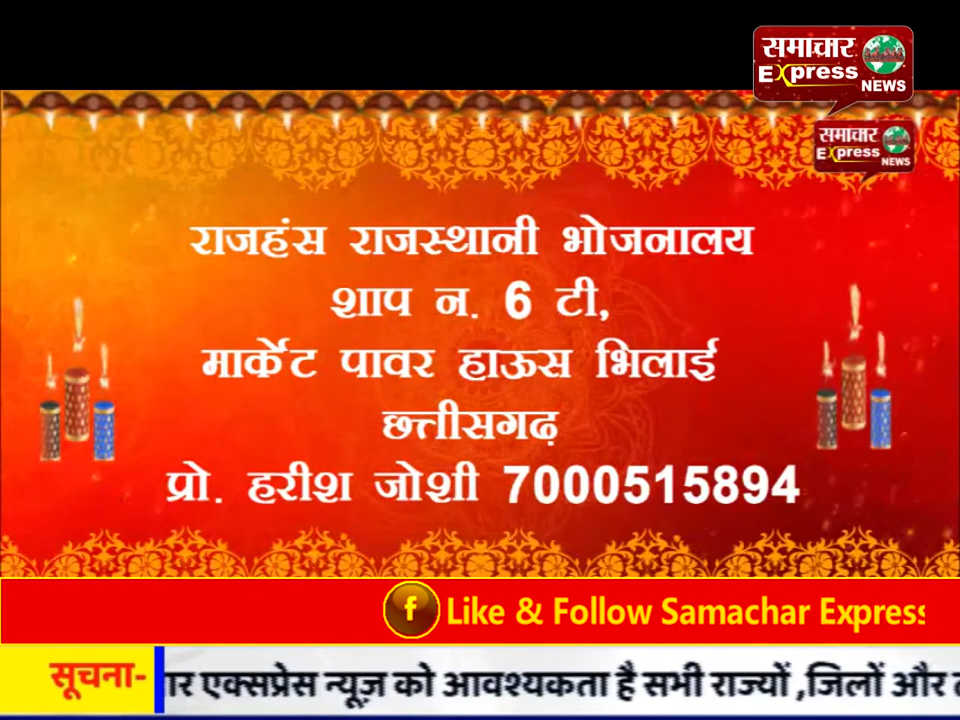 समाचार
Express
NEWS
समाचार
Express
NEWS
राजहंस राजस्थानी भोजनालय
शाप न. 6 टी,
मार्केट पावर हाऊस भिलाई
छत्तीसगढ़
प्रो. हरीश जोशी 7000515894
f Like & Follow Samachar Express
सूचना- एक्सप्रेस न्यूज़ को आवश्यकता है सभी राज्यों ,जिलों और